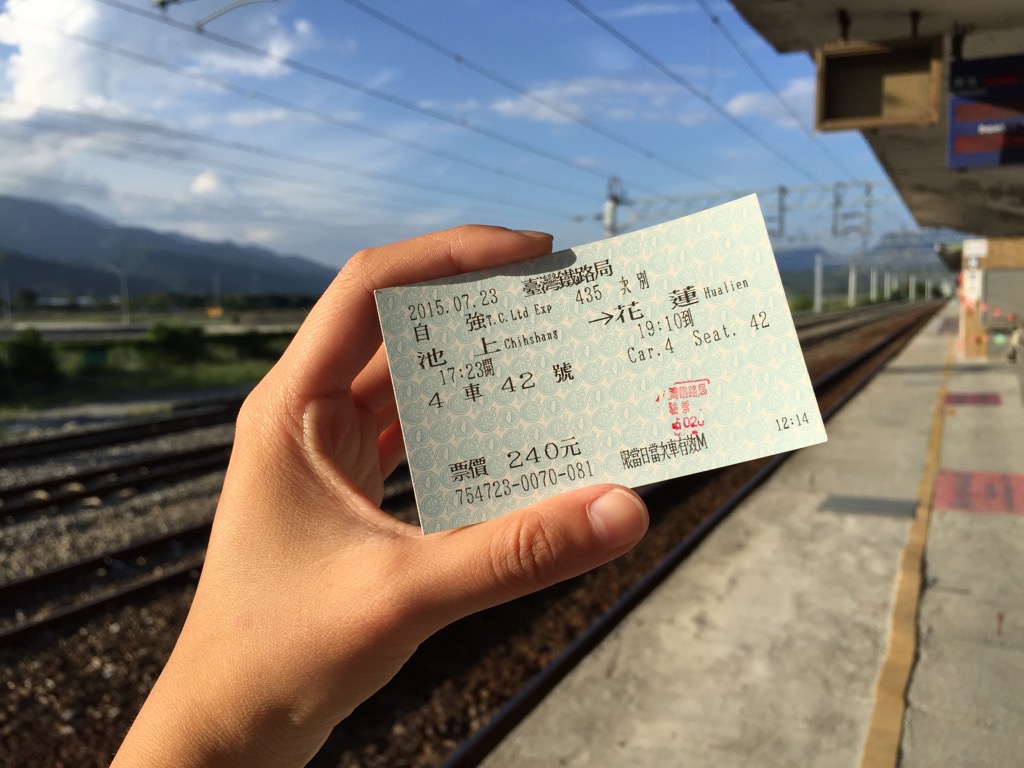 臺灣鐵路局
2015.07.23
自強 T.C.Ltd Exp 435 次別
池上 Chihshang →花蓮 Hualien
17:23開 19:10到
4 車 42 號 Car.4 Seat. 42
票價 240元
限當日當次車有效M
754723-0070-081
12:14